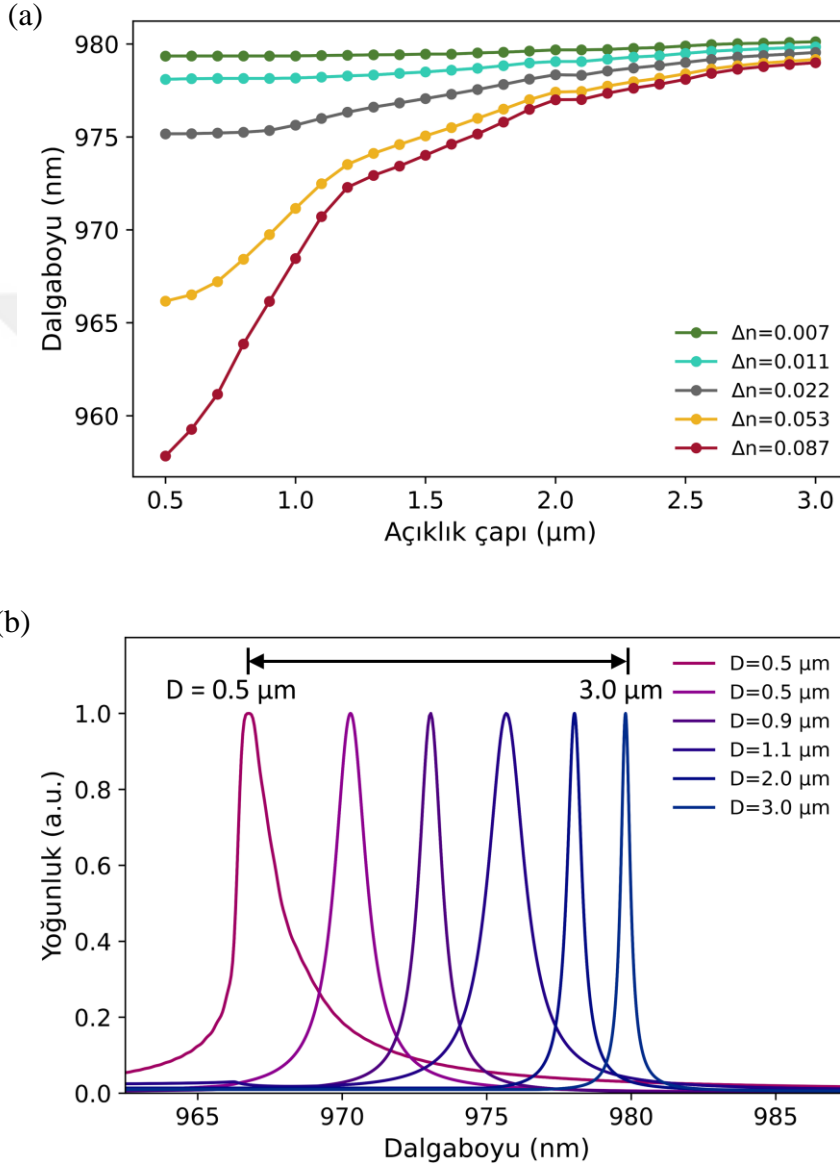 (a)
980
975
970
965
960
Dalgaboyu (nm)
Δn=0.007
Δn=0.011
Δn=0.022
Δn=0.053
Δn=0.087
0.5 1.0 1.5 2.0 2.5 3.0
Açıklık çapı (μm)
(b)
D = 0.5 μm
3.0 μm
D=0.5 μm
D=0.5 μm
D=0.9 μm
D=1.1 μm
D=2.0 μm
D=3.0 μm
1.0
0.8
0.6
0.4
0.2
0.0
Yoğunluk (a.u.)
965 970 975 980 985
Dalgaboyu (nm)